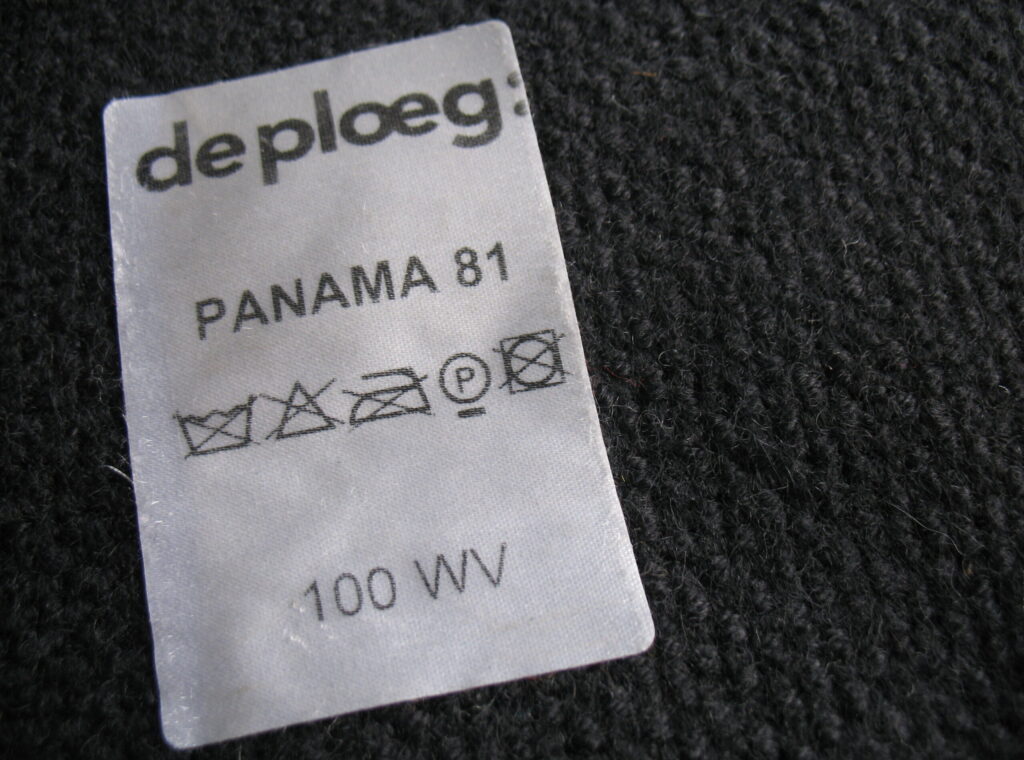 de ploeg:
PANAMA 81
P
100 WV